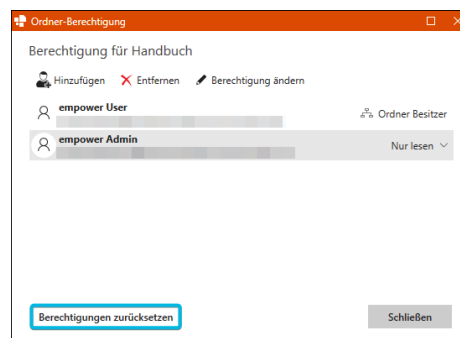 Ordner-Berechtigung
Berechtigung für Handbuch
Hinzufügen Entfernen Berechtigung ändern
empower User
Ordner Besitzer
empower Admin
Nur lesen
Berechtigungen zurücksetzen Schließen